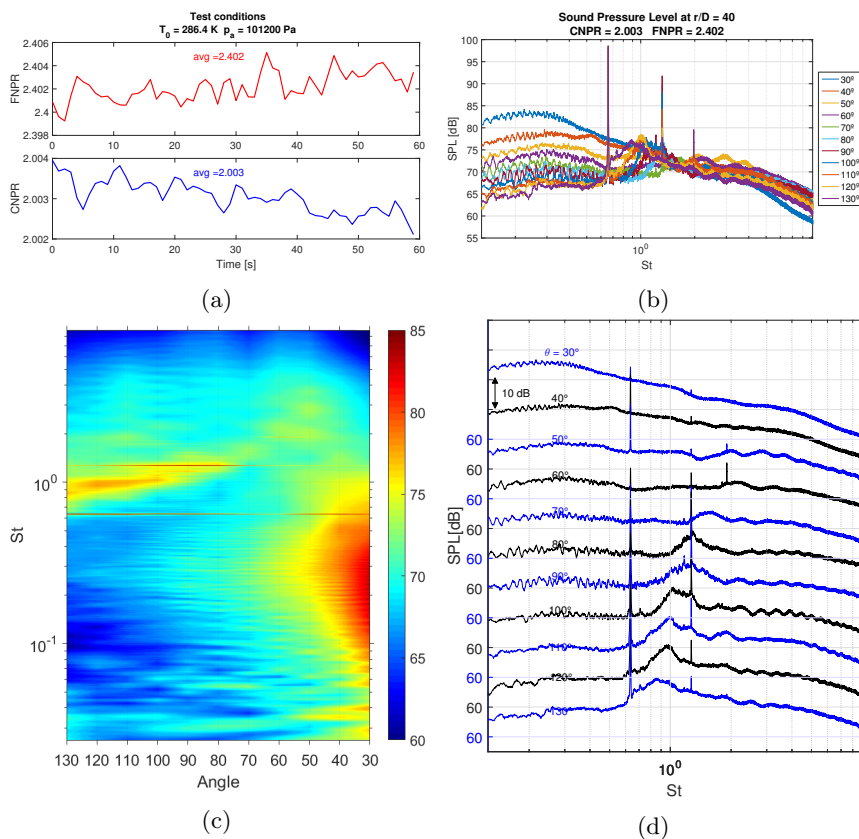 Test conditions
T0 = 286.4 K pa = 101200 Pa
2.406
2.404
2.402
2.4
2.398
FNPR
avg =2.402
2.004
2.003
2.002
CNPR
avg =2.003
0 10 20 30 40 50 60
Time [s]
(a)
Sound Pressure Level at r/D = 40
CNPR = 2.003 FNPR = 2.402
100
95
90
85
80
75
70
65
60
55
SPL [dB]
10^0
St
30º
40º
50º
60º
70º
80º
90º
100º
110º
120º
130º
(b)
10^0
10^-1
St
130 120 110 100 90 80 70 60 50 40 30
Angle
85
80
75
70
65
60
(c)
θ = 30º
10 dB
40º
60
50º
60
60º
60
70º
60
80º
60
90º
60
100º
60
110º
60
120º
60
130º
60
60
SPL[dB]
10^0
St
(d)